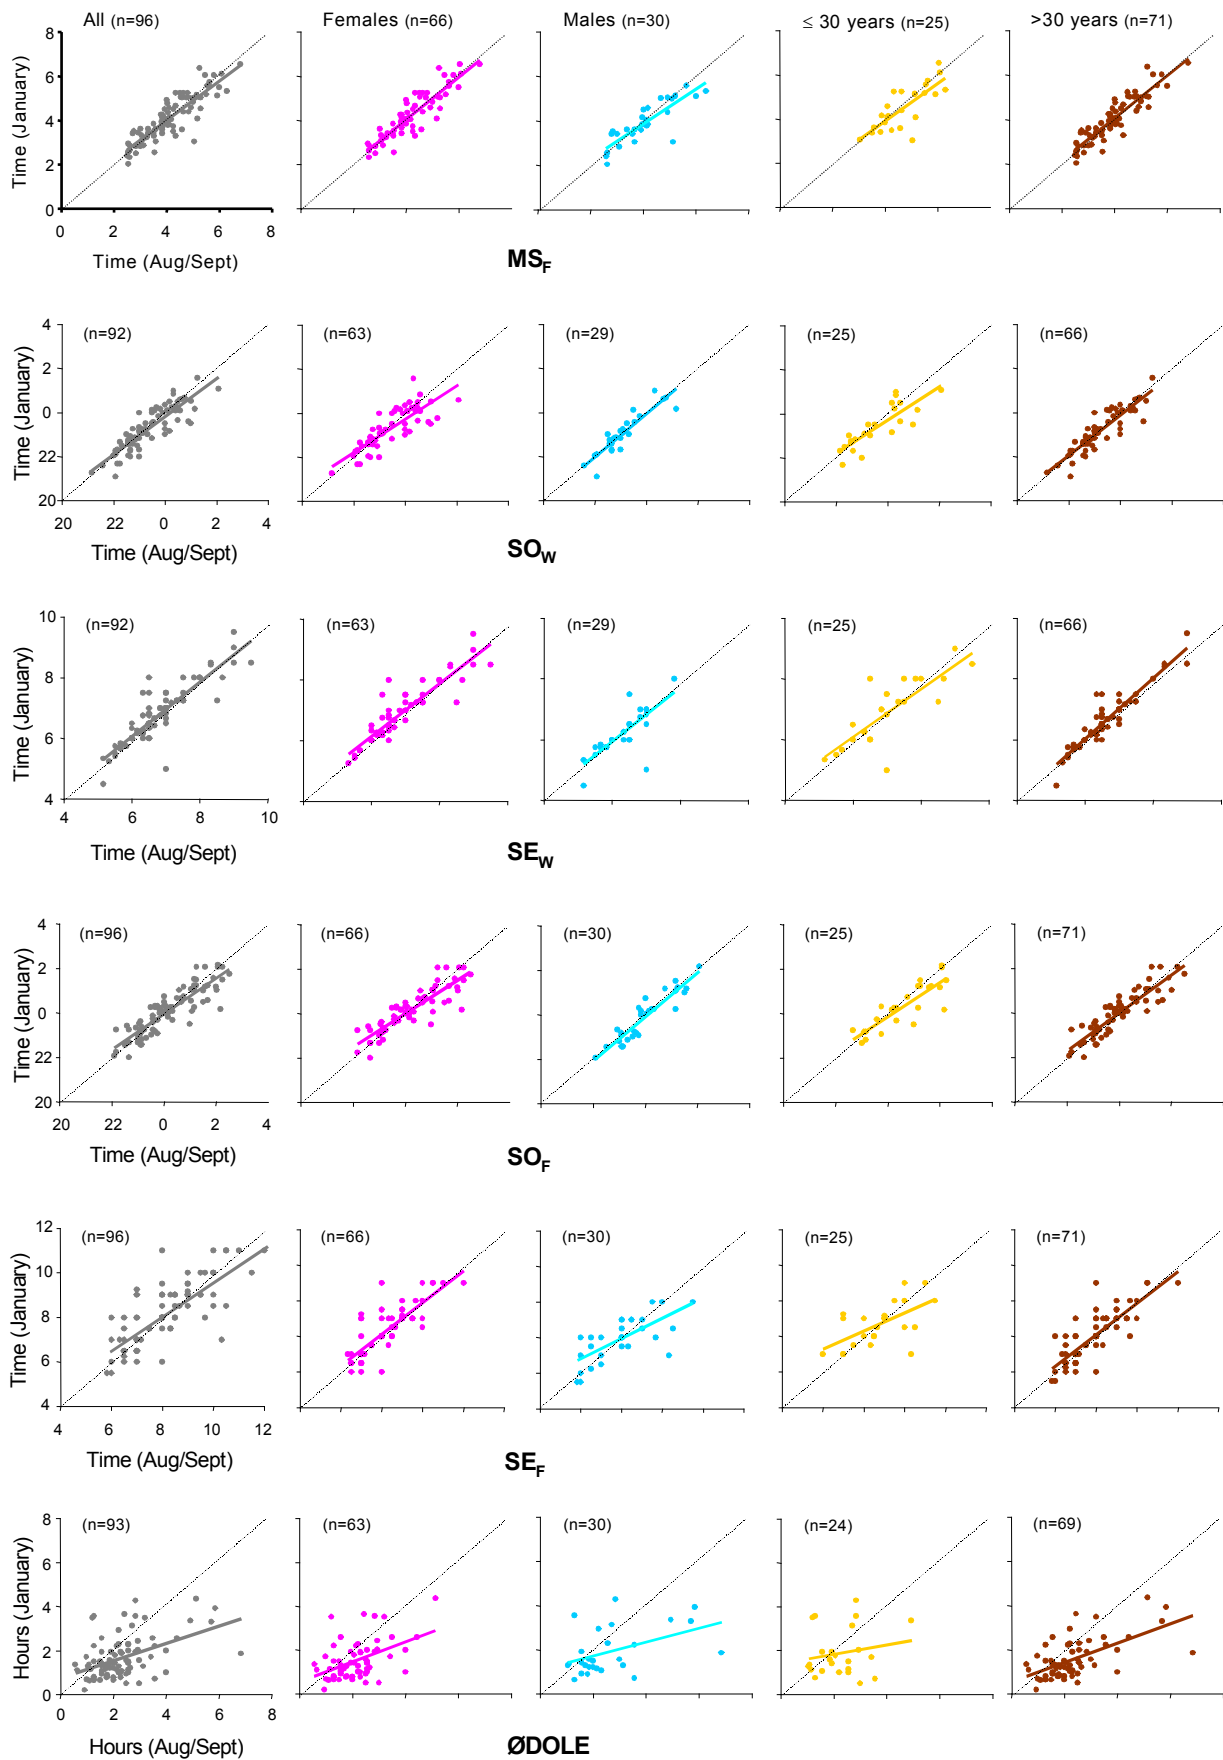 All (n=96) Females (n=66) Males (n=30) ≤ 30 years (n=25) >30 years (n=71)
8
6
4
2
0
Time (January)
0 2 4 6 8
Time (Aug/Sept)
MSF
(n=92) (n=63) (n=29) (n=25) (n=66)
4
2
0
22
20
Time (January)
20 22 0 2 4
Time (Aug/Sept)
SOW
(n=92) (n=63) (n=29) (n=25) (n=66)
10
8
6
4
Time (January)
4 6 8 10
Time (Aug/Sept)
SEW
(n=96) (n=66) (n=30) (n=25) (n=71)
4
2
0
22
20
Time (January)
20 22 0 2 4
Time (Aug/Sept)
SOF
(n=96) (n=66) (n=30) (n=25) (n=71)
12
10
8
6
4
Time (January)
4 6 8 10 12
Time (Aug/Sept)
SEF
(n=93) (n=63) (n=30) (n=24) (n=69)
8
6
4
2
0
Hours (January)
0 2 4 6 8
Hours (Aug/Sept)
ØDOLE